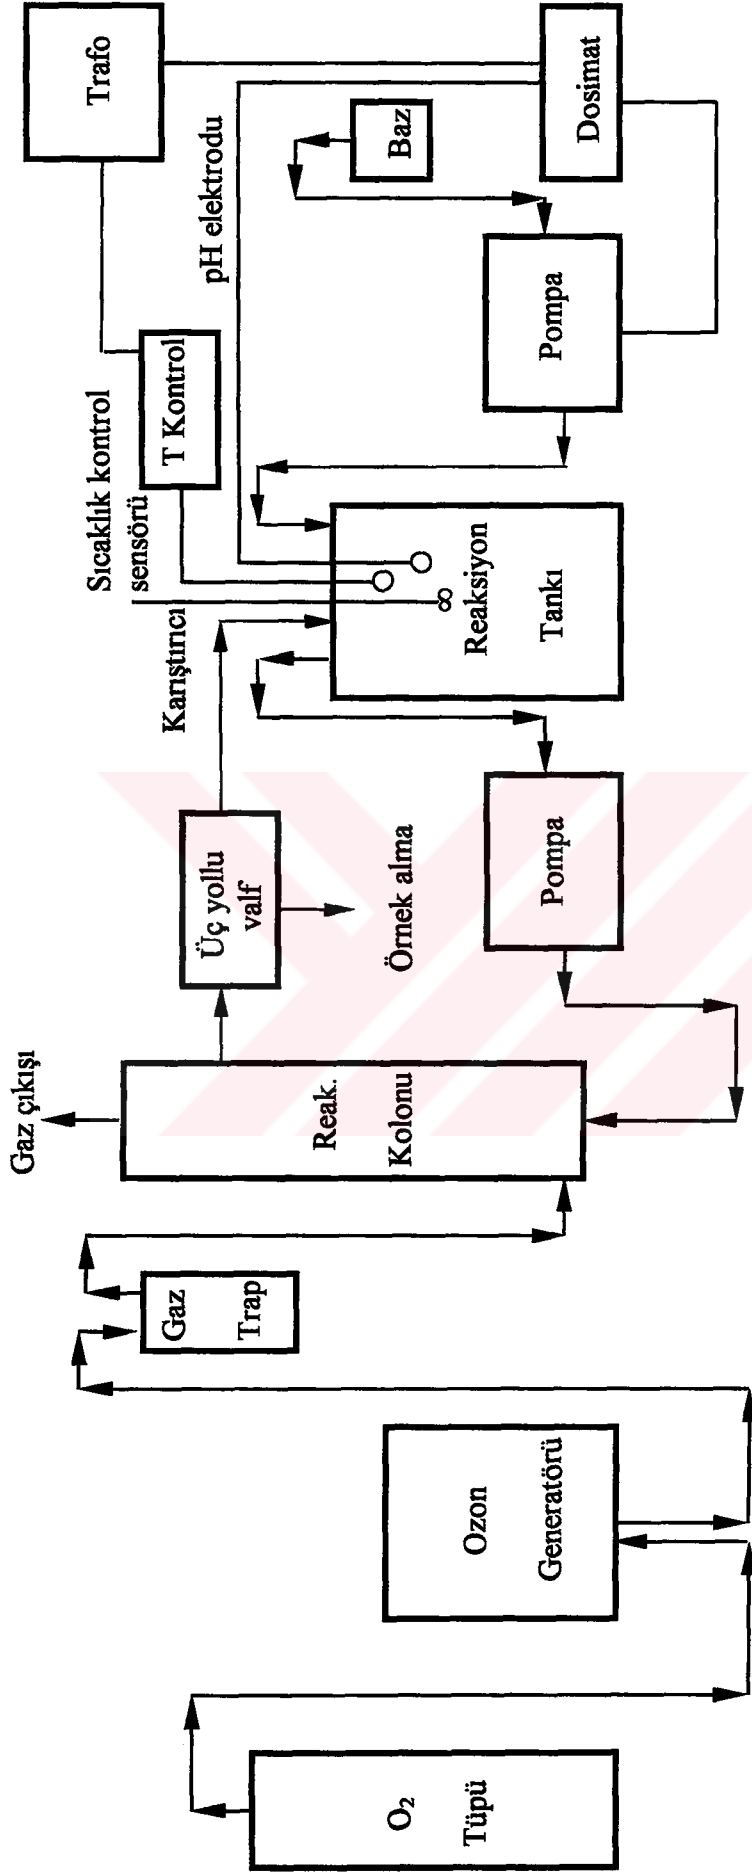 O₂
Tüpü
Ozon
Generatörü
Gaz
Trap
Gaz çıkışı
Reak.
Kolonu
Üç yollu
valf
Örnek alma
Pompa
Karıştırıcı
Sıcaklık kontrol
sensörü
Reaksiyon
Tankı
T Kontrol
pH elektrodu
Pompa
Baz
Trafo
Dosimat